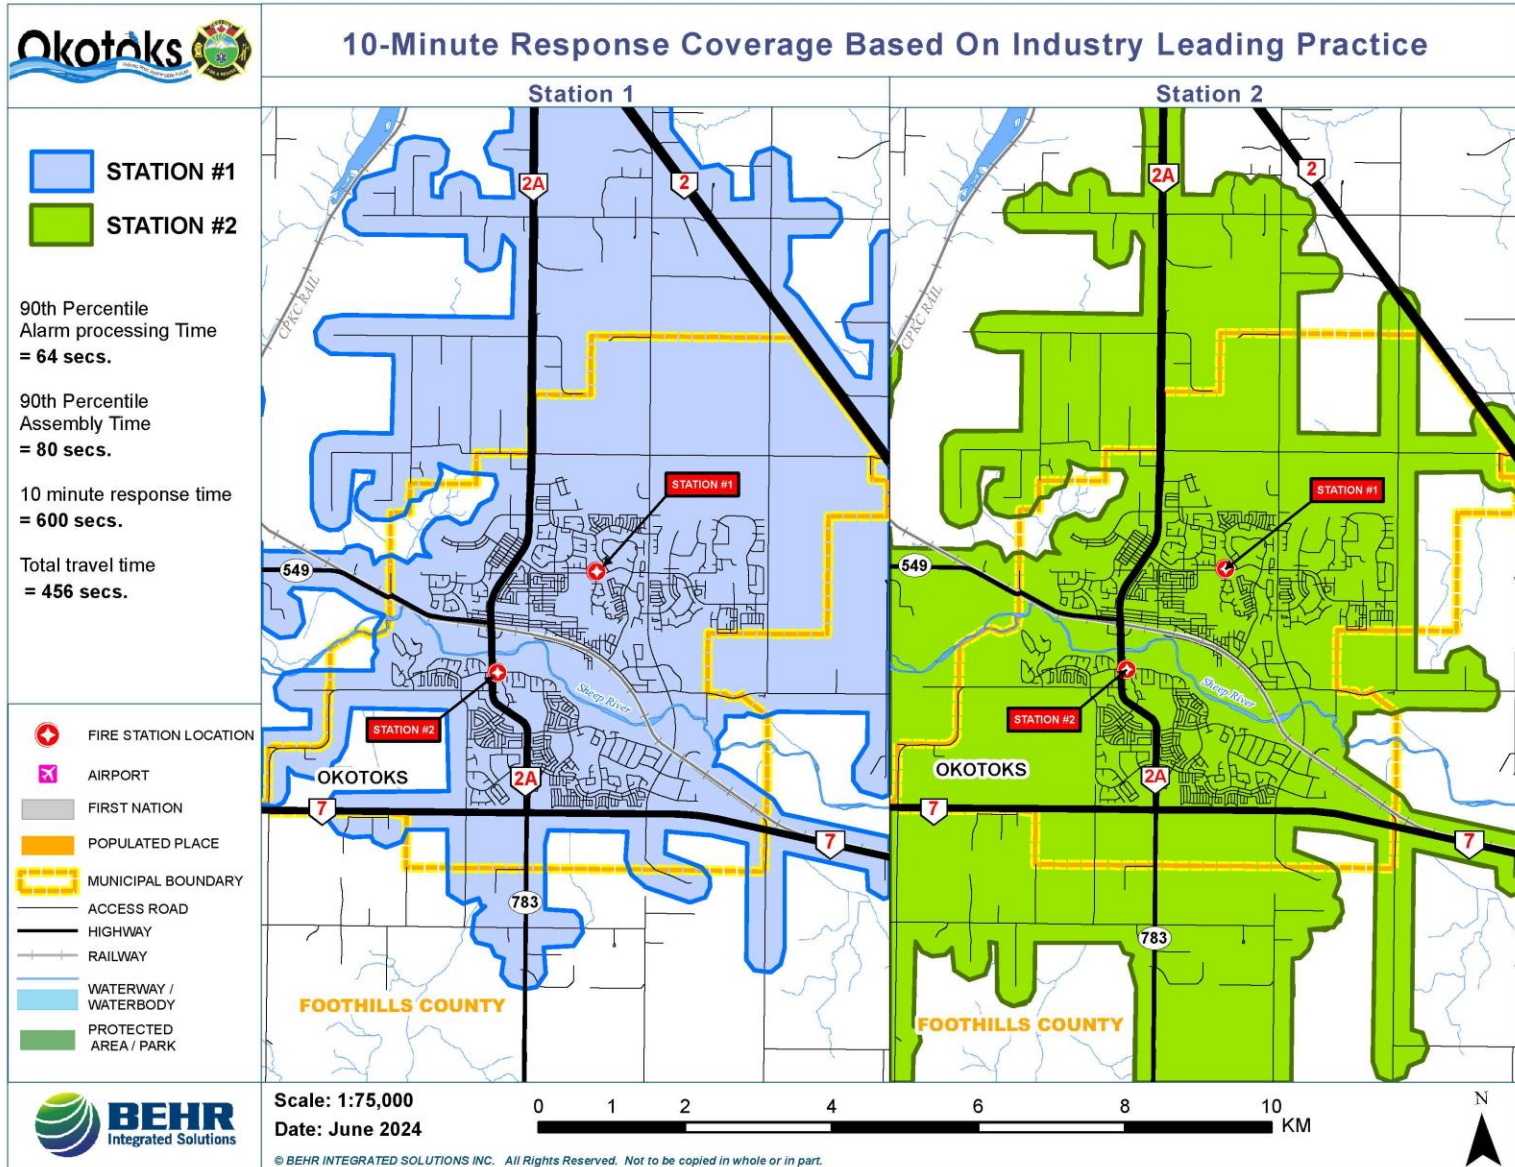 Okotoks
10-Minute Response Coverage Based On Industry Leading Practice
Station 1
Station 2
STATION #1
STATION #2
90th Percentile
Alarm processing Time
= 64 secs.
90th Percentile
Assembly Time
= 80 secs.
10 minute response time
= 600 secs.
Total travel time
= 456 secs.
FIRE STATION LOCATION
AIRPORT
FIRST NATION
POPULATED PLACE
MUNICIPAL BOUNDARY
ACCESS ROAD
HIGHWAY
RAILWAY
WATERWAY /
WATERBODY
PROTECTED
AREA / PARK
2A
2
CPKC RAIL
STATION #1
549
Sheep River
STATION #2
OKOTOKS
2A
7
7
783
FOOTHILLS COUNTY
2A
2
CPKC RAIL
STATION #1
549
Sheep River
STATION #2
OKOTOKS
2A
7
7
783
FOOTHILLS COUNTY
BEHR
Integrated Solutions
Scale: 1:75,000
Date: June 2024
0 1 2 4 6 8 10
KM
N
© BEHR INTEGRATED SOLUTIONS INC. All Rights Reserved. Not to be copied in whole or in part.